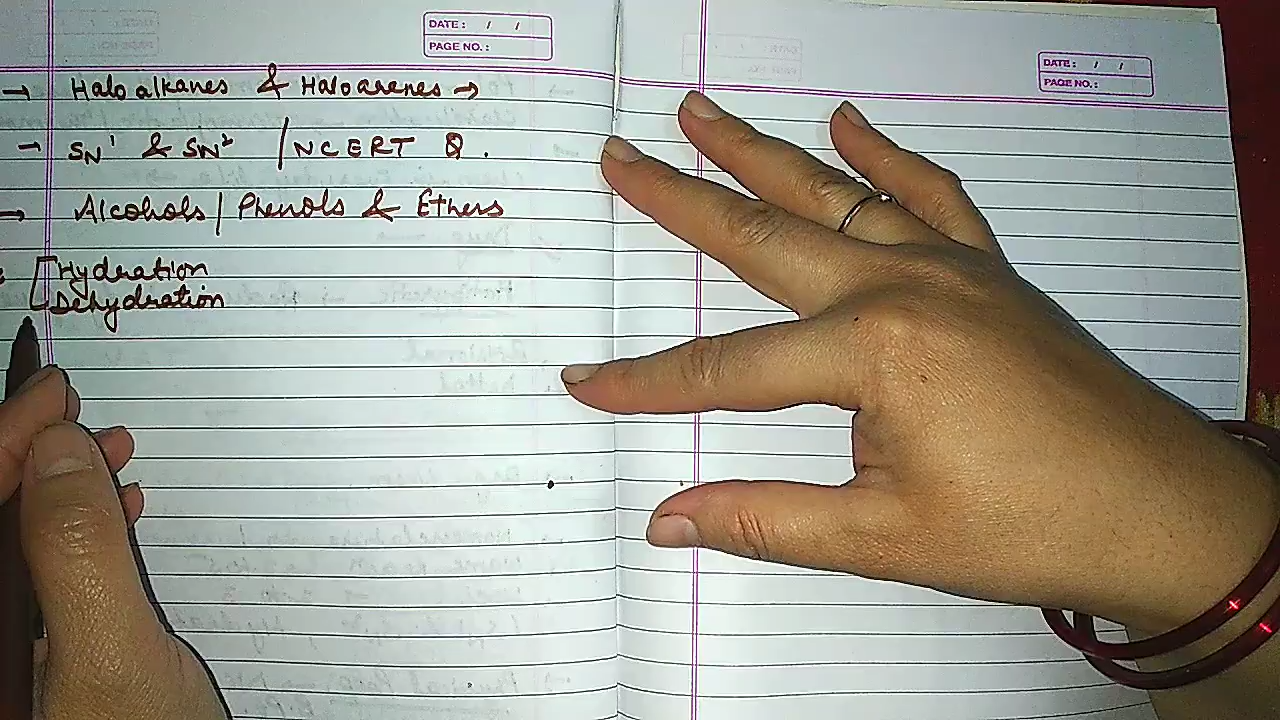 DATE : / /
PAGE NO. :
DATE : / /
PAGE NO. :
→ Haloalkanes & Haloarenes →
→ SN¹ & SN² / NCERT Q.
→ Alcohols / Phenols & Ethers
Hydration
Dehydration